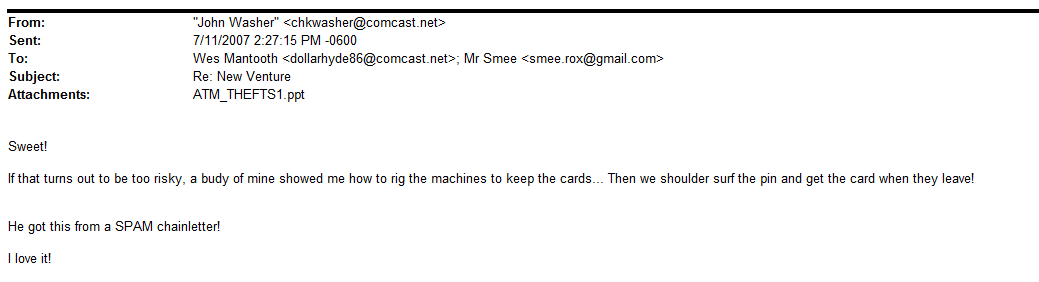 From: "John Washer" <chkwasher@comcast.net>
Sent: 7/11/2007 2:27:15 PM -0600
To: Wes Mantooth <dollarhyde86@comcast.net>; Mr Smee <smee.rox@gmail.com>
Subject: Re: New Venture
Attachments: ATM_THEFTS1.ppt
Sweet!
If that turns out to be too risky, a budy of mine showed me how to rig the machines to keep the cards... Then we shoulder surf the pin and get the card when they leave!
He got this from a SPAM chainletter!
I love it!